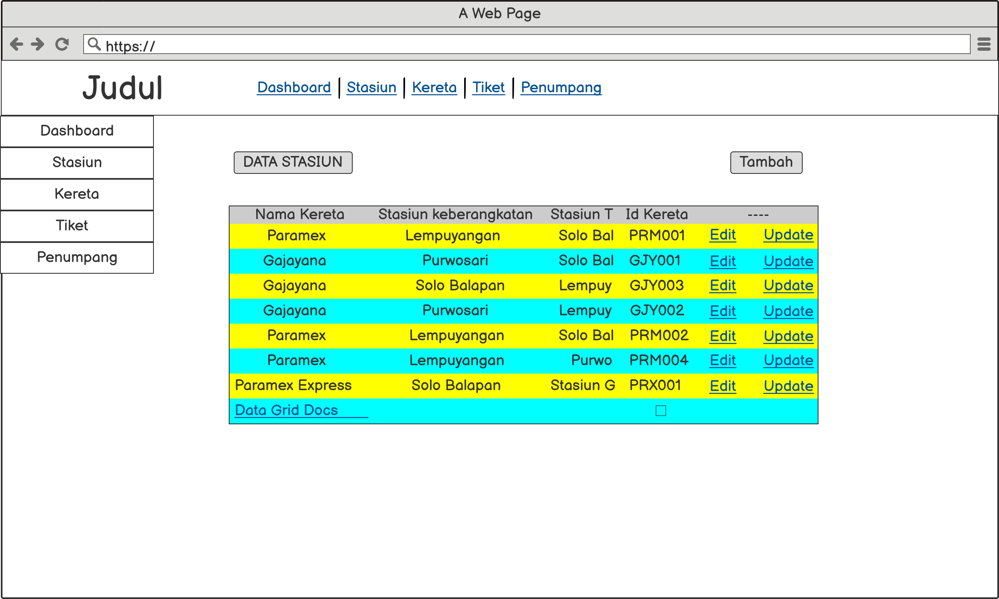 A Web Page
https://
Judul
Dashboard Stasiun Kereta Tiket Penumpang
Dashboard
Stasiun
Kereta
Tiket
Penumpang
DATA STASIUN Tambah
Nama Kereta Stasiun keberangkatan Stasiun T Id Kereta ----
Paramex Lempuyangan Solo Bal PRM001 Edit Update
Gajayana Purwosari Solo Bal GJY001 Edit Update
Gajayana Solo Balapan Lempuy GJY003 Edit Update
Gajayana Purwosari Lempuy GJY002 Edit Update
Paramex Lempuyangan Solo Bal PRM002 Edit Update
Paramex Lempuyangan Purwo PRM004 Edit Update
Paramex Express Solo Balapan Stasiun G PRX001 Edit Update
Data Grid Docs